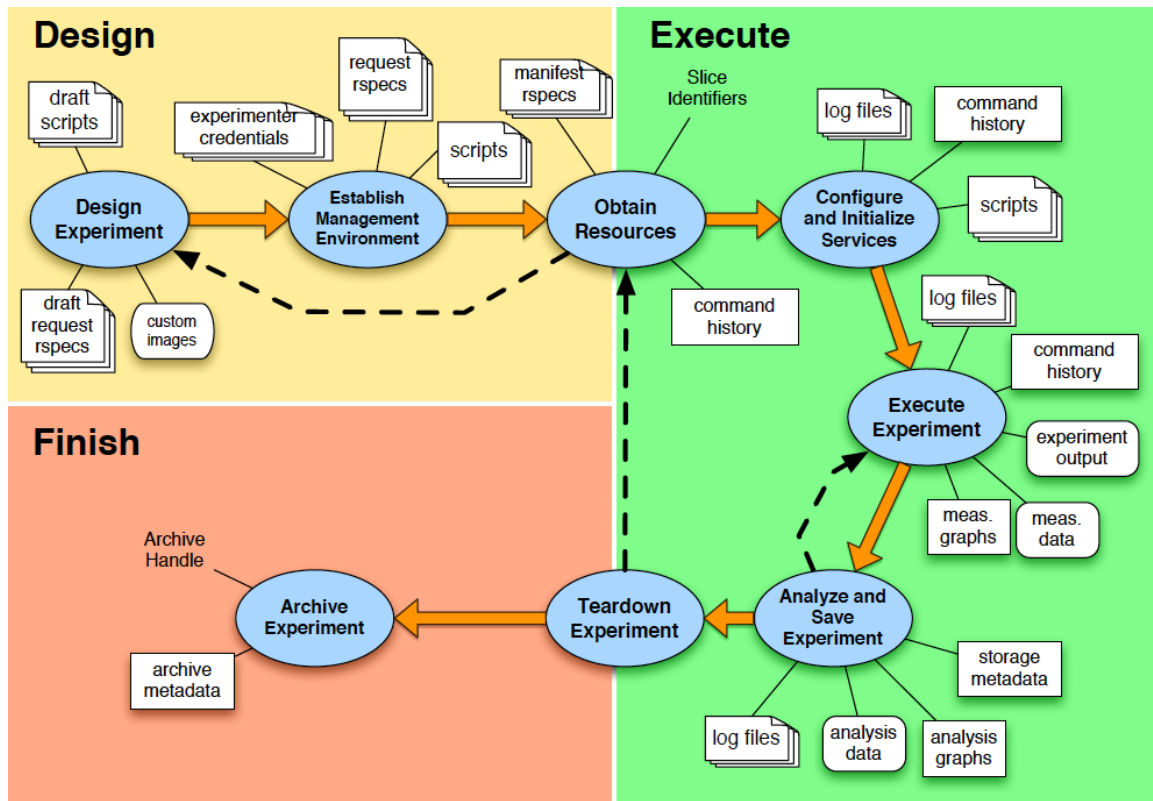 Design
Execute
draft
scripts
experimenter
credentials
request
rspecs
scripts
manifest
rspecs
Slice
Identifiers
log files
command
history
scripts
Design
Experiment
Establish
Management
Environment
Obtain
Resources
Configure
and Initialize
Services
draft
request
rspecs
custom
images
command
history
log files
command
history
Execute
Experiment
experiment
output
meas.
graphs
meas.
data
Finish
Archive
Handle
Archive
Experiment
archive
metadata
Teardown
Experiment
Analyze and
Save
Experiment
storage
metadata
log files
analysis
data
analysis
graphs